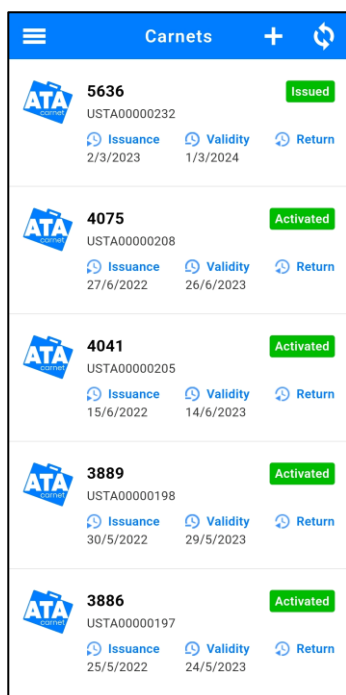 Carnets
ATA carnet
5636
Issued
USTA00000232
Issuance Validity Return
2/3/2023 1/3/2024
ATA carnet
4075
Activated
USTA00000208
Issuance Validity Return
27/6/2022 26/6/2023
ATA carnet
4041
Activated
USTA00000205
Issuance Validity Return
15/6/2022 14/6/2023
ATA carnet
3889
Activated
USTA00000198
Issuance Validity Return
30/5/2022 29/5/2023
ATA carnet
3886
Activated
USTA00000197
Issuance Validity Return
25/5/2022 24/5/2023